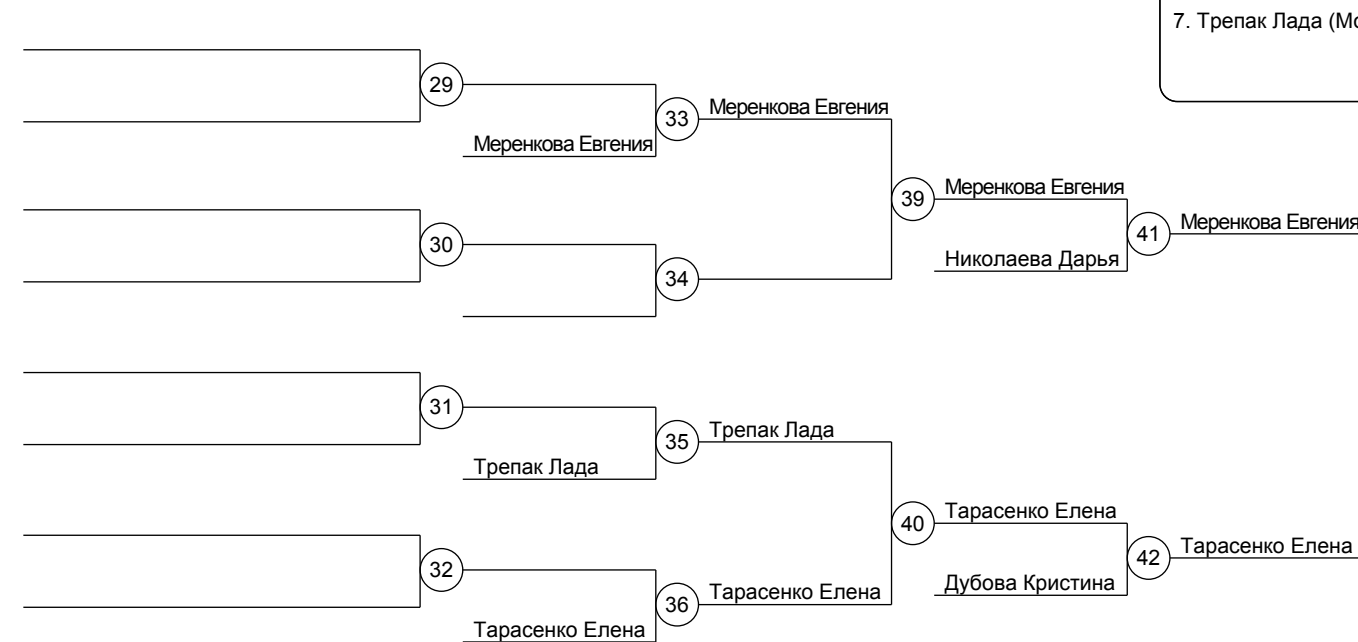 7. Трепак Лада
29
33
Меренкова Евгения
Меренкова Евгения
39
Меренкова Евгения
41
Меренкова Евгения
30
Николаева Дарья
34
31
35
Трепак Лада
Трепак Лада
40
Тарасенко Елена
42
Тарасенко Елена
32
Дубова Кристина
36
Тарасенко Елена
Тарасенко Елена